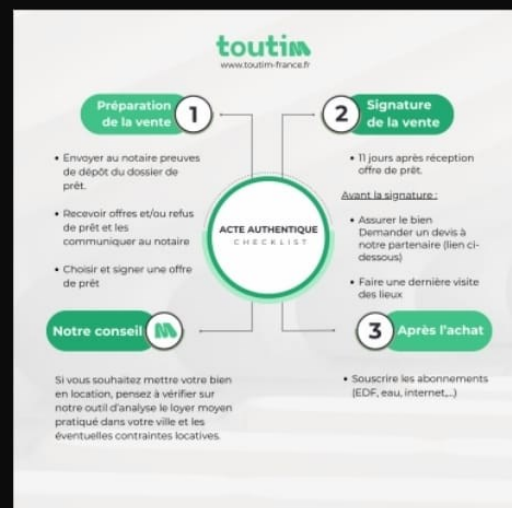 toutim
www.toutim-france.fr
Préparation
de la vente
1
• Envoyer au notaire preuves
de dépôt du dossier de
prêt.
• Recevoir offres et/ou refus
de prêt et les
communiquer au notaire
• Choisir et signer une offre
de prêt
2
Signature
de la vente
• 11 jours après réception
offre de prêt.
Avant la signature :
• Assurer le bien
Demander un devis à
notre partenaire (lien ci-
dessous)
• Faire une dernière visite
des lieux
ACTE AUTHENTIQUE
CHECKLIST
Notre conseil
Si vous souhaitez mettre votre bien
en location, pensez à vérifier sur
notre outil d'analyse le loyer moyen
pratiqué dans votre ville et les
éventuelles contraintes locatives.
3
Après l'achat
• Souscrire les abonnements
(EDF, eau, internet,...)